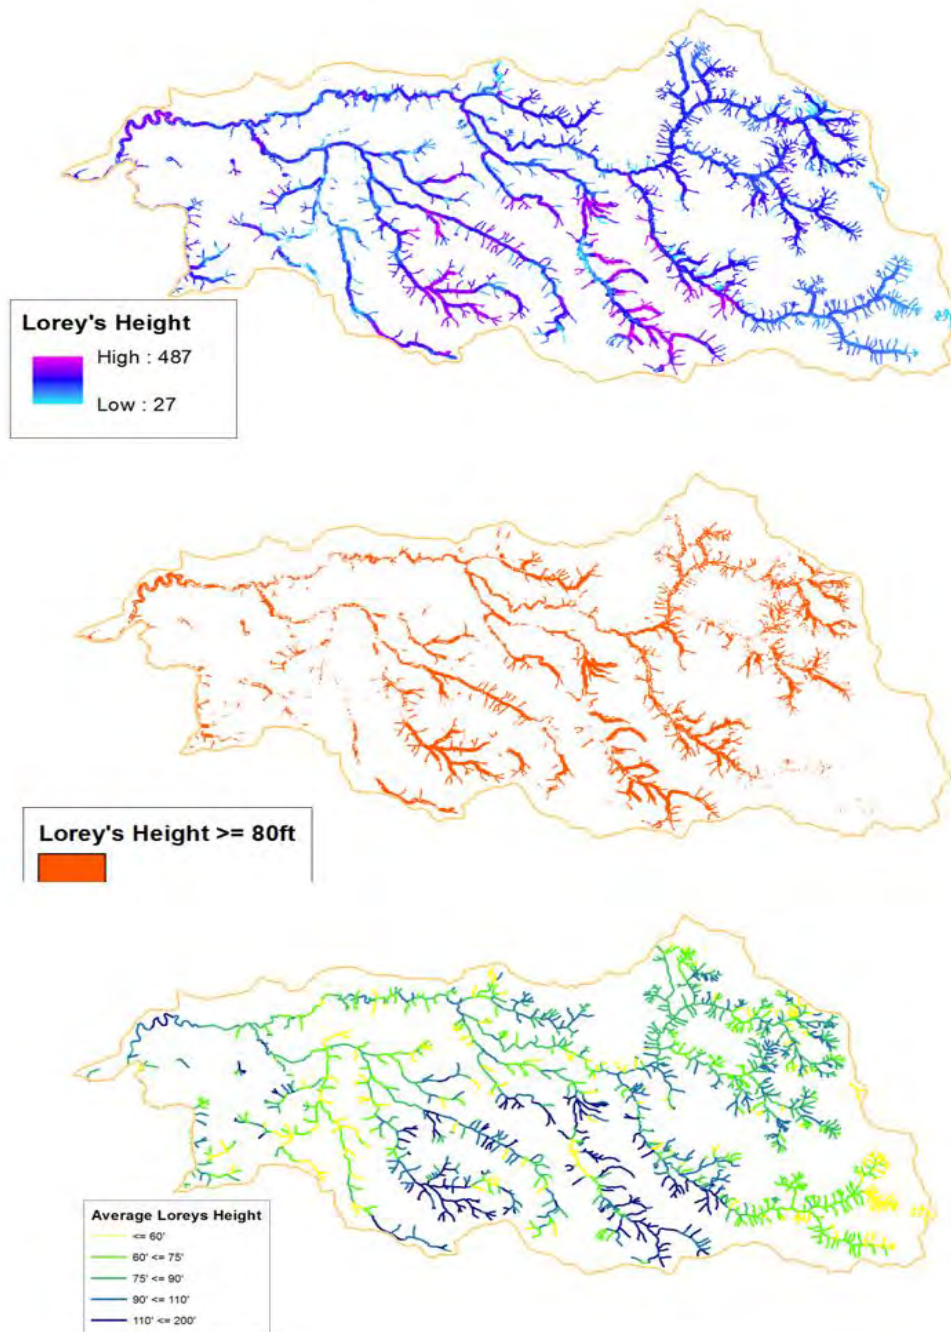 Lorey's Height
High : 487
Low : 27
Lorey's Height >= 80ft
Average Loreys Height
<= 60'
60' <= 75'
75' <= 90'
90' <= 110'
110' <= 200'